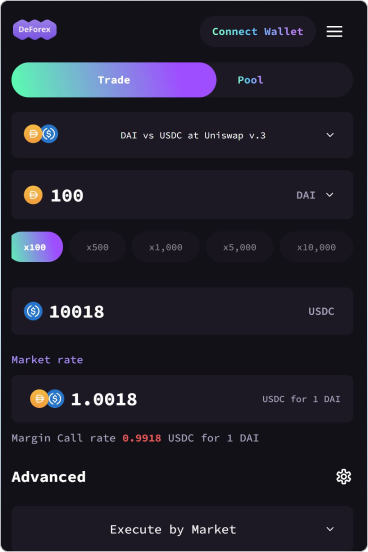 DeForex
Connect Wallet
Trade
Pool
DAI vs USDC at Uniswap v.3
100
DAI
x100
x500
x1,000
x5,000
x10,000
10018
USDC
Market rate
1.0018
USDC for 1 DAI
Margin Call rate 0.9918 USDC for 1 DAI
Advanced
Execute by Market